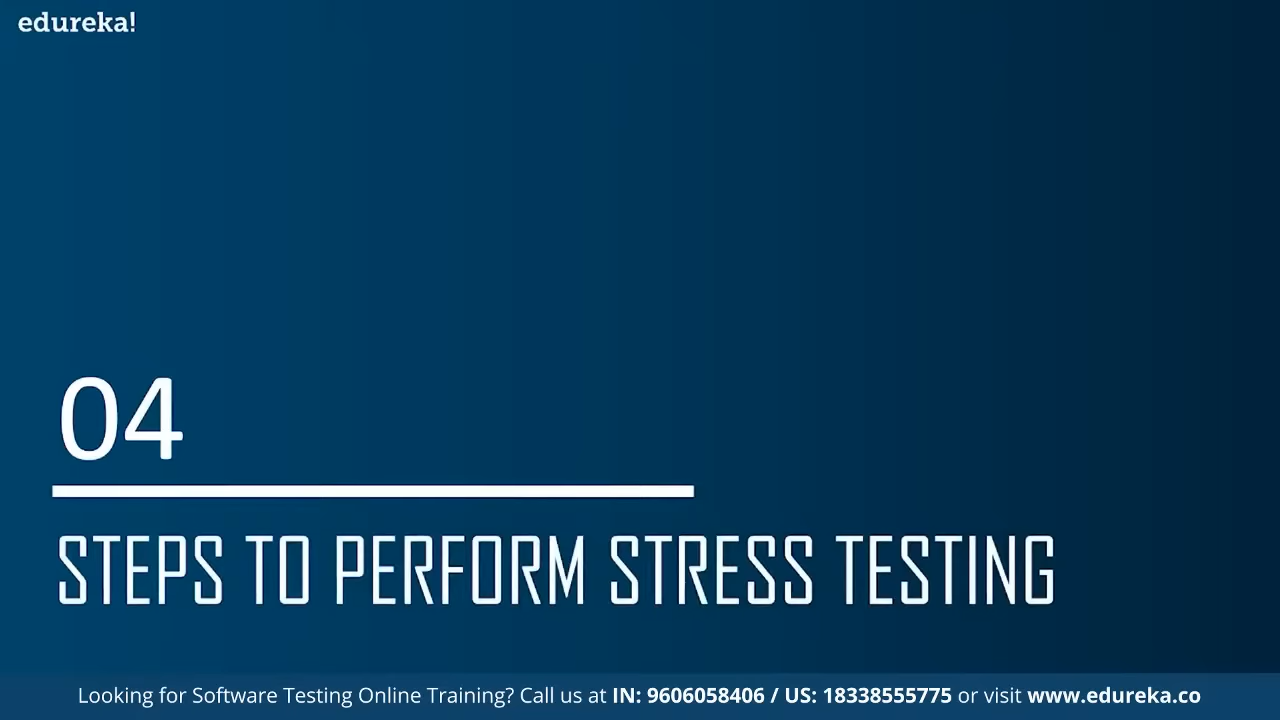 edureka!
04
STEPS TO PERFORM STRESS TESTING
Looking for Software Testing Online Training? Call us at IN: 9606058406 / US: 18338555775 or visit www.edureka.co